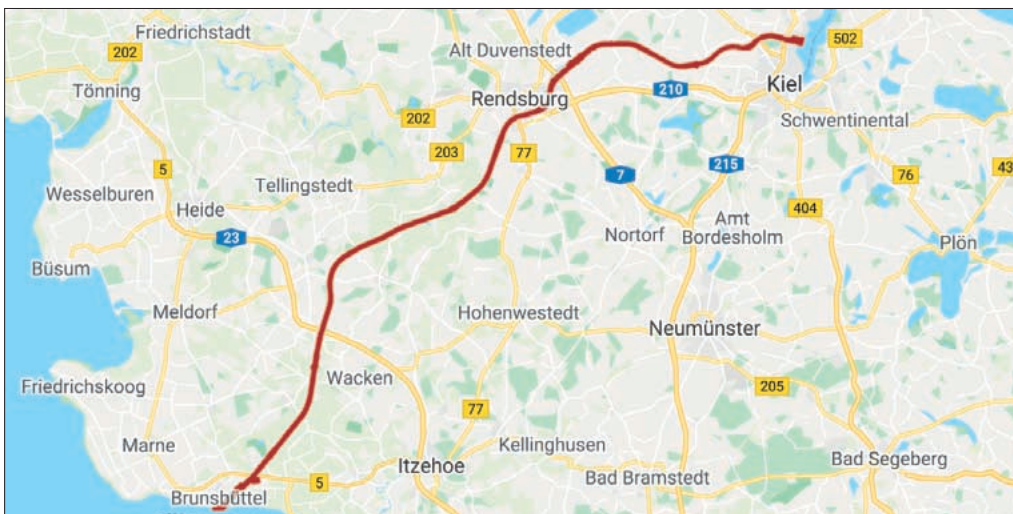 Friedrichstadt
502
202
Alt Duvenstedt
Tönning
Kiel
210
Rendsburg
202
Schwentinental
77
203
5
215
43
7
76
Wesselburen
Tellingstedt
404
Heide
Amt
Bordesholm
23
Nortorf
Plön
Büsum
Meldorf
Hohenwestedt
Neumünster
Wacken
Friedrichskoog
205
77
Marne
Kellinghusen
Itzehoe
Bad Segeberg
5
Bad Bramstedt
Brunsbüttel